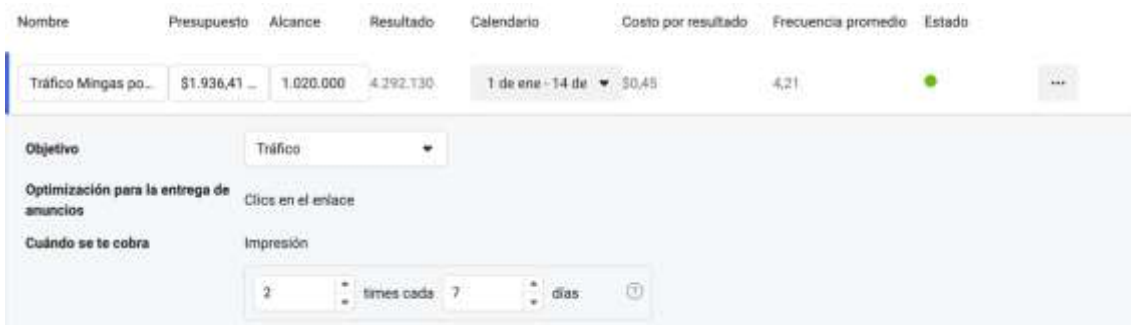 Nombre Presupuesto Alcance Resultado Calendario Costo por resultado Frecuencia promedio Estado
Tráfico Mingas po... $1.936,41 ... 1.020.000 4.292.130 1 de ene - 14 de $0,45 4,21 ...
Objetivo Tráfico
Optimización para la entrega de
anuncios Clics en el enlace
Cuándo se te cobra Impresión
2 times cada 7 días ?